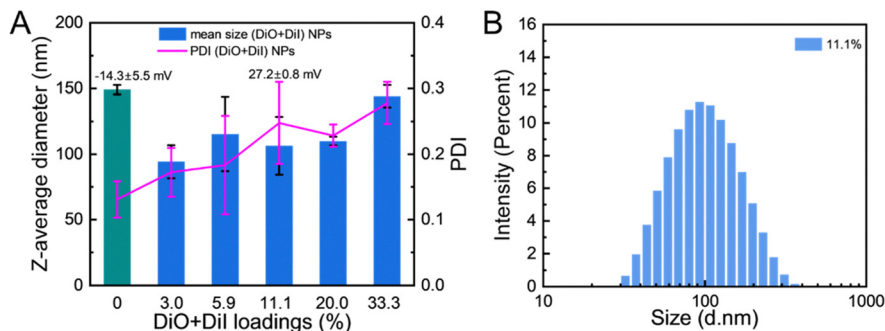 A
Z-average diameter (nm)
200
150
100
50
0
mean size (DiO+DiI) NPs
PDI (DiO+DiI) NPs
-14.3±5.5 mV
27.2±0.8 mV
0.4
0.3
0.2
0.1
0.0
PDI
0 3.0 5.9 11.1 20.0 33.3
DiO+DiI loadings (%)
B
Intensity (Percent)
16
14
12
10
8
6
4
2
0
11.1%
10 100 1000
Size (d.nm)